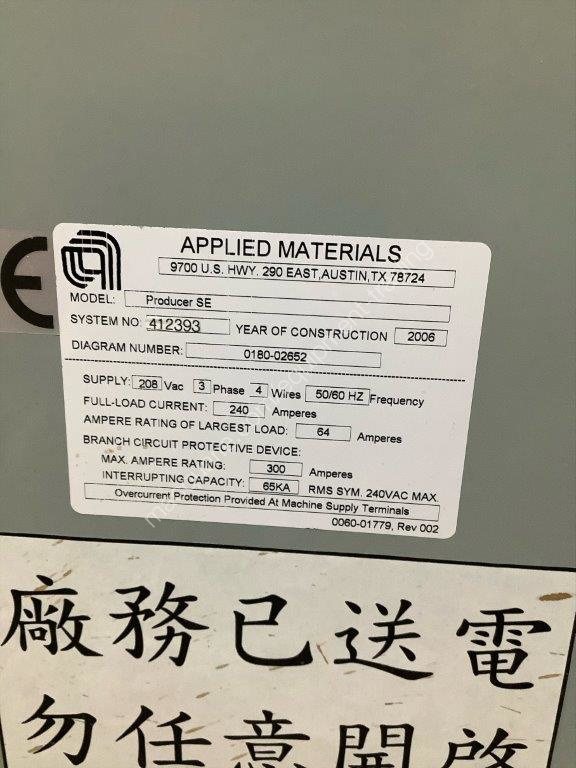 CE
APPLIED MATERIALS
9700 U.S. HWY. 290 EAST,AUSTIN,TX 78724
MODEL: Producer SE
SYSTEM NO: 412393 YEAR OF CONSTRUCTION 2006
DIAGRAM NUMBER: 0180-02652
SUPPLY: 208 Vac 3 Phase 4 Wires 50/60 HZ Frequency
FULL-LOAD CURRENT: 240 Amperes
AMPERE RATING OF LARGEST LOAD: 64 Amperes
BRANCH CIRCUIT PROTECTIVE DEVICE:
MAX. AMPERE RATING: 300 Amperes
INTERRUPTING CAPACITY: 65KA RMS SYM. 240VAC MAX.
Overcurrent Protection Provided At Machine Supply Terminals
0060-01779, Rev 002
廠務已送電
勿任意開啟